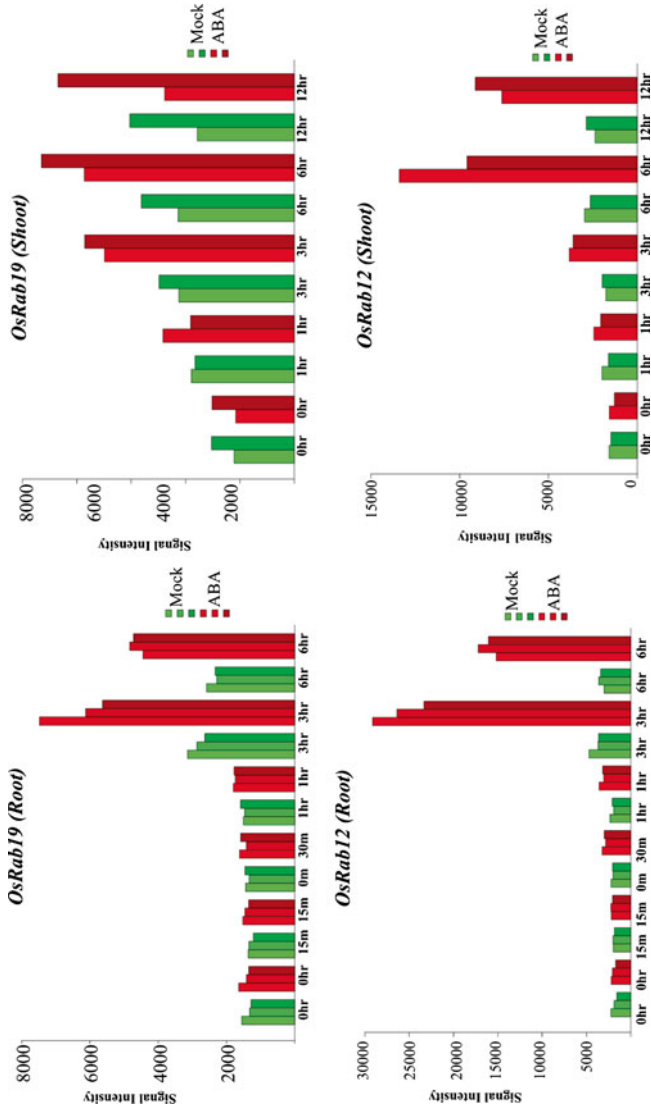 OsRab19 (Root)
Signal Intensity
8000
6000
4000
2000
0hr 0hr 15m 15m 0m 30m 1hr 1hr 3hr 3hr 6hr 6hr
Mock
ABA
OsRab19 (Shoot)
Signal Intensity
8000
6000
4000
2000
0hr 0hr 1hr 1hr 3hr 3hr 6hr 6hr 12hr 12hr
Mock
ABA
OsRab12 (Root)
Signal Intensity
30000
25000
20000
15000
10000
5000
0hr 0hr 15m 15m 0m 30m 1hr 1hr 3hr 3hr 6hr 6hr
Mock
ABA
OsRab12 (Shoot)
Signal Intensity
15000
10000
5000
0
0hr 0hr 1hr 1hr 3hr 3hr 6hr 6hr 12hr 12hr
Mock
ABA